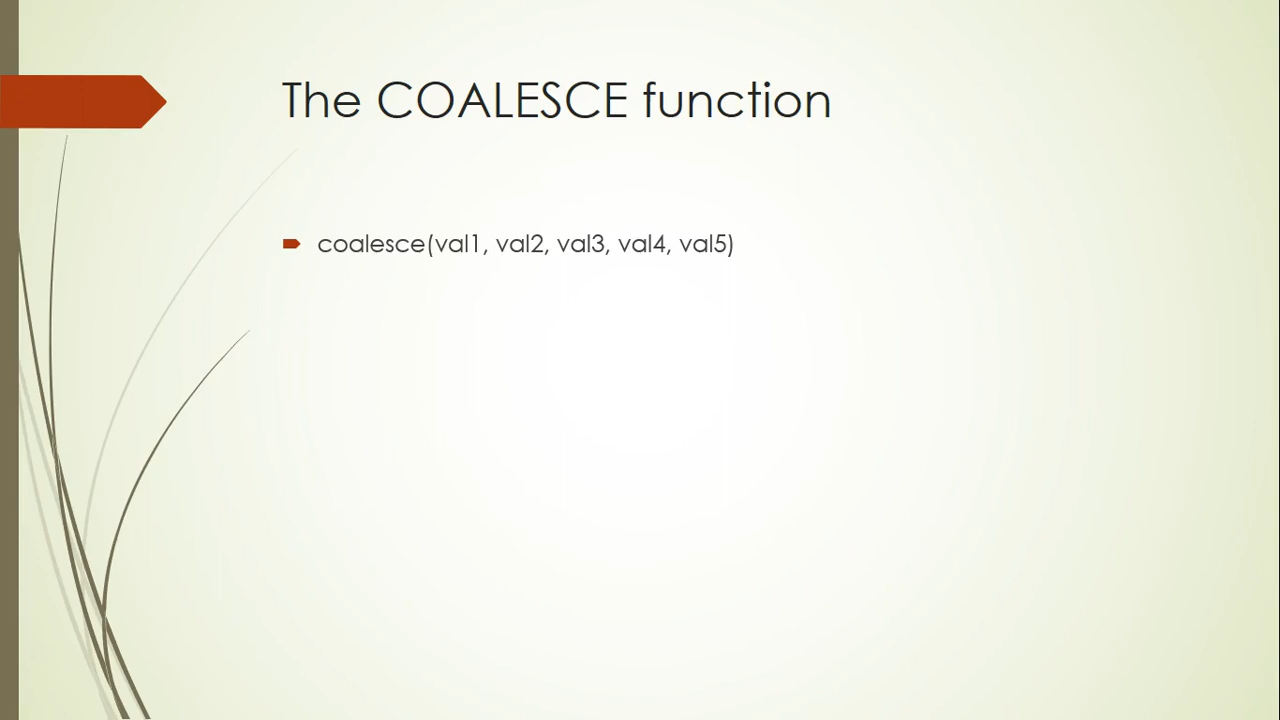 The COALESCE function
coalesce(val1, val2, val3, val4, val5)